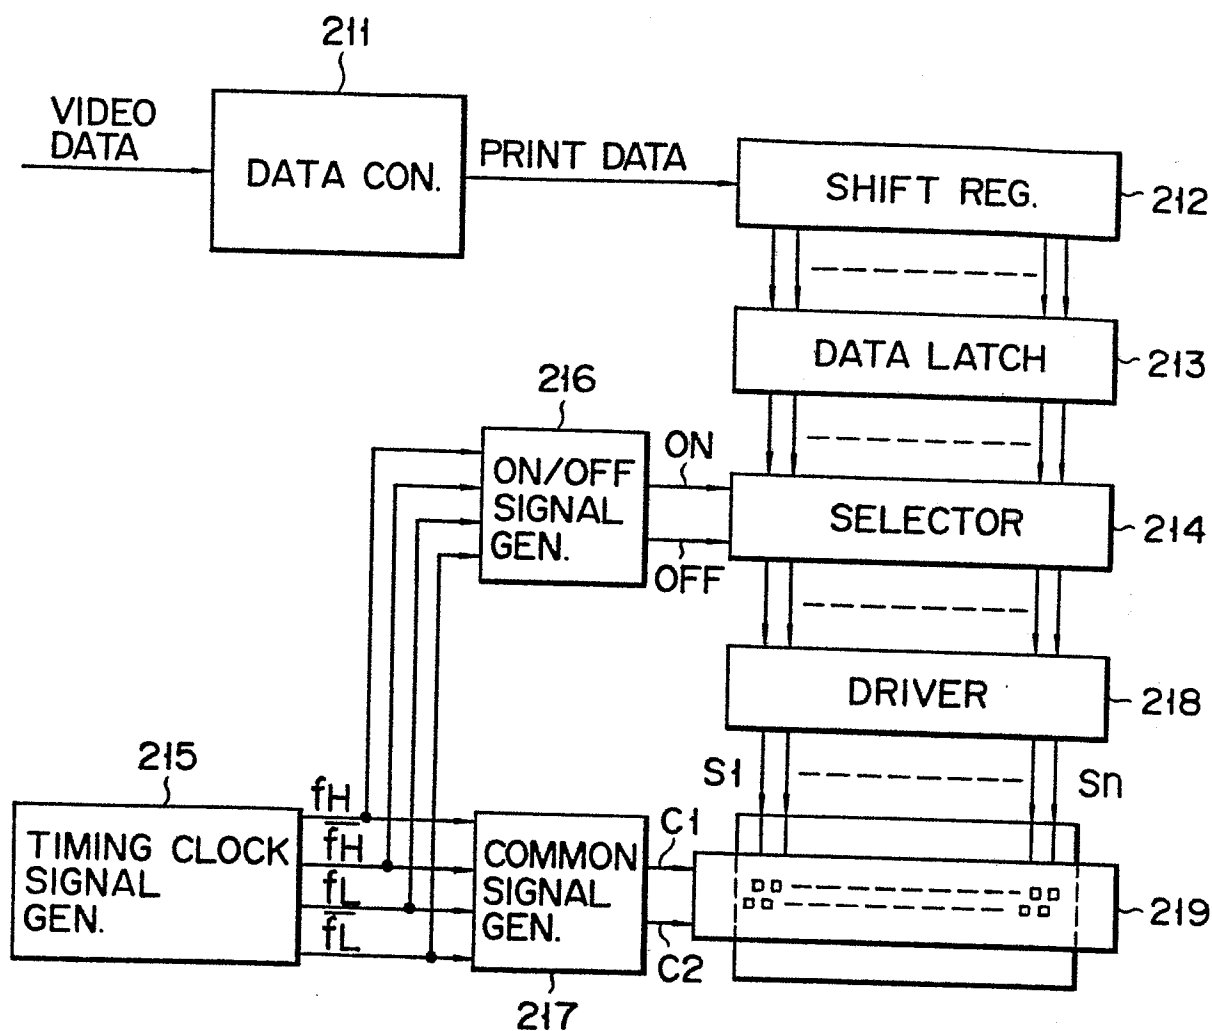 211
VIDEO
DATA
DATA CON.
PRINT DATA
SHIFT REG.
212
DATA LATCH
213
216
ON/OFF
SIGNAL
GEN.
ON
OFF
SELECTOR
214
DRIVER
218
S1
Sn
215
TIMING CLOCK
SIGNAL
GEN.
fH
f̅H̅
fL
f̅L̅
COMMON
SIGNAL
GEN.
217
C1
C2
219